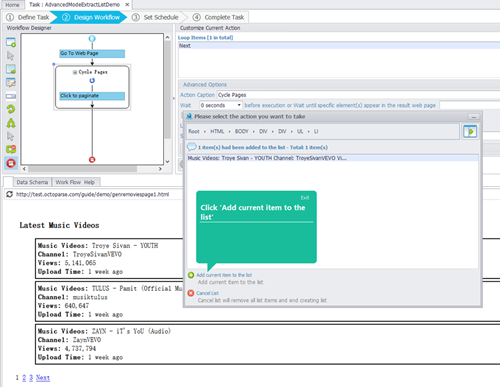 Home
Task : AdvancedModeExtractListDemo
1 Define Task
2 Design Workflow
3 Set Schedule
4 Complete Task
Workflow Designer
Customize Current Action
Go To Web Page
Cycle Pages
Click to paginate
Loop Items [1 in total]
Next
Advanced Options
Action Caption Cycle Pages
Wait 0 seconds before execution or Wait until specific element(s) appear in the result web page
Please select the action you want to take
Root HTML BODY DIV DIV UL LI
1 item(s) had been added to the list - Total: 1 item(s)
Music Videos: Troye Sivan - YOUTH Channel: TroyeSivanVEVO Vi...
Exit
Click 'Add current item to the
list'
Add current item to the list
Add current item to the list
Cancel List
Cancel list will remove all list items and end creating list
Data Schema
Work Flow Help
http://test.octoparse.com/guide/demo/genremoviespage1.html
Latest Music Videos
Music Videos: Troye Sivan - YOUTH
Channel: TroyeSivanVEVO
Views: 5,141,065
Upload Time: 1 week ago
Music Videos: TULUS - Pamit (Official Mu
Channel: musiktulus
Views: 640,647
Upload Time: 1 week ago
Music Videos: ZAYN - iT's YoU (Audio)
Channel: ZaynVEVO
Views: 4,737,794
Upload Time: 1 week ago
1 2 3 Next